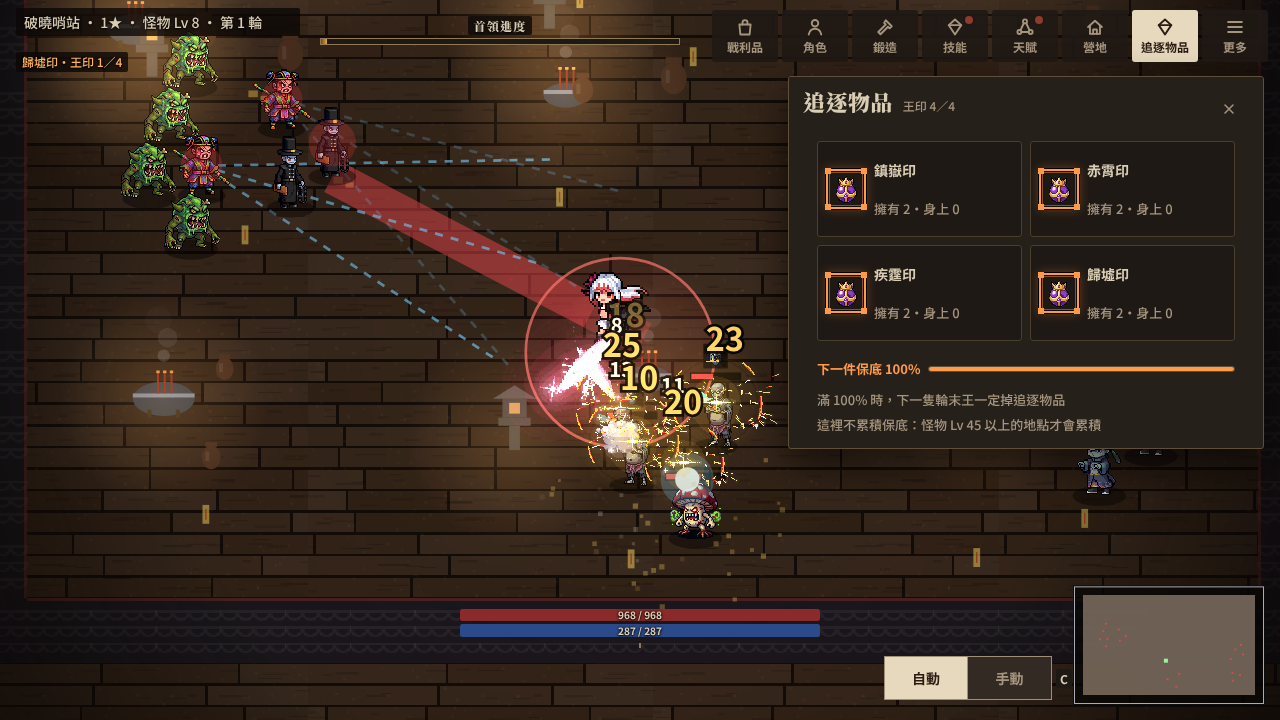 破曉哨站 · 1★ · 怪物 Lv 8 · 第 1 輪
歸墟印·王印 1／4
首領進度
戰利品
角色
鍛造
技能
天賦
營地
追逐物品
更多
追逐物品 王印 4／4
鎮嶽印
擁有 2·身上 0
赤霄印
擁有 2·身上 0
疾霆印
擁有 2·身上 0
歸墟印
擁有 2·身上 0
下一件保底 100%
滿 100% 時，下一隻輪末王一定掉追逐物品
這裡不累積保底：怪物 Lv 45 以上的地點才會累積
18
8
25
23
10
11
20
968 / 968
287 / 287
自動
手動
C